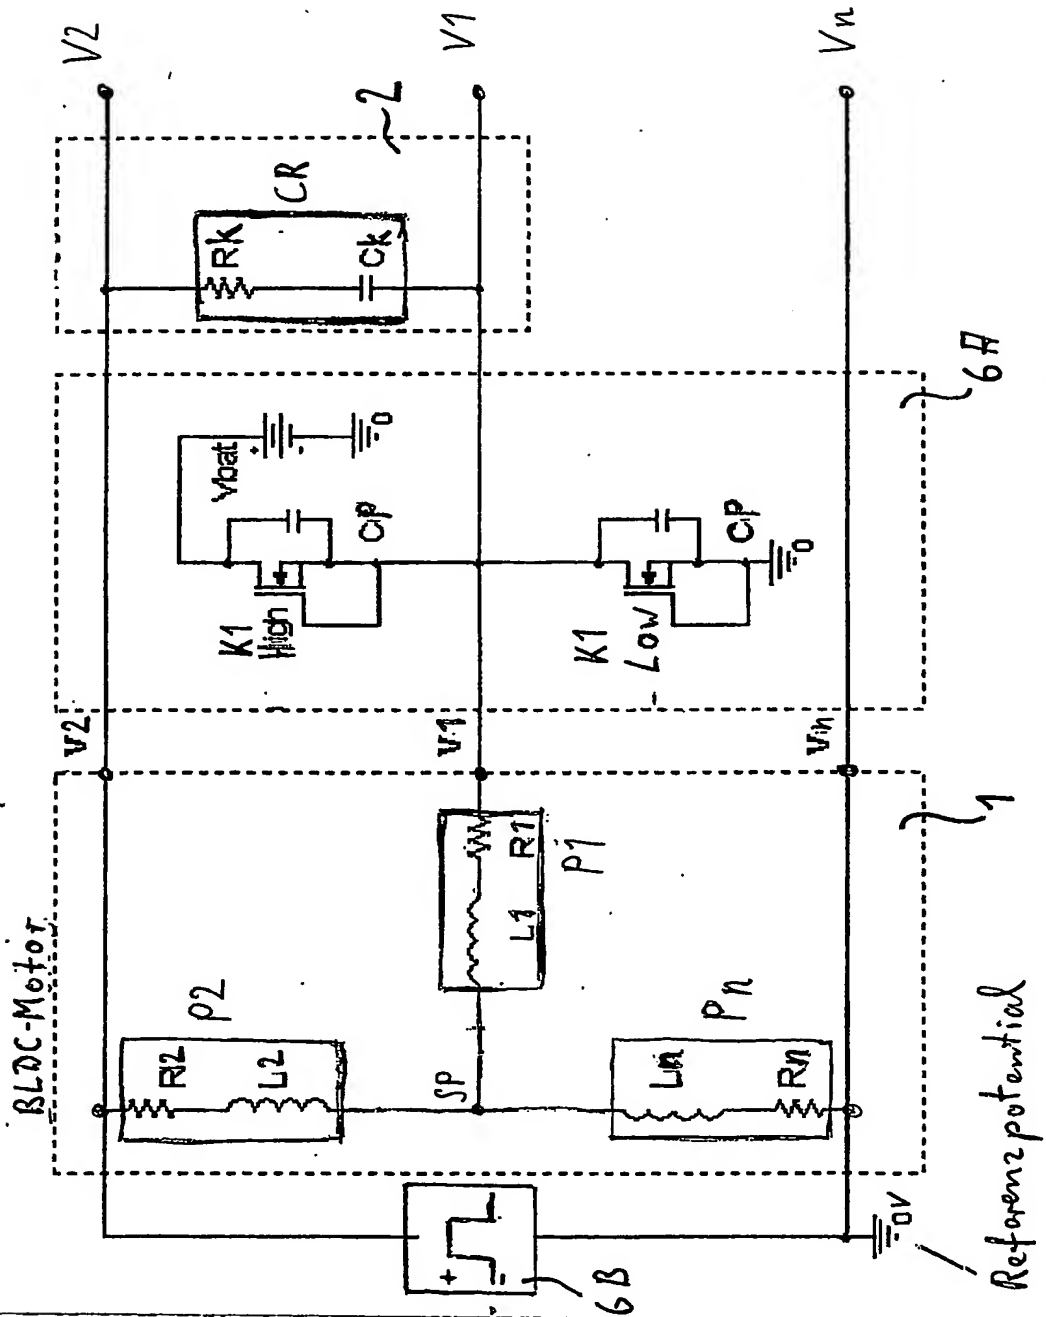 BLDC-Motor
V2
V1
Vn
2
CR
Rk
Ck
6A
Vbat
+
-
0
CP
K1
High
CP
K1
Low
0
V2
V1
Vin
1
P2
R2
L2
SP
L1
R1
P1
Pn
Ln
Rn
+
-
6B
0V
Referenzpotential